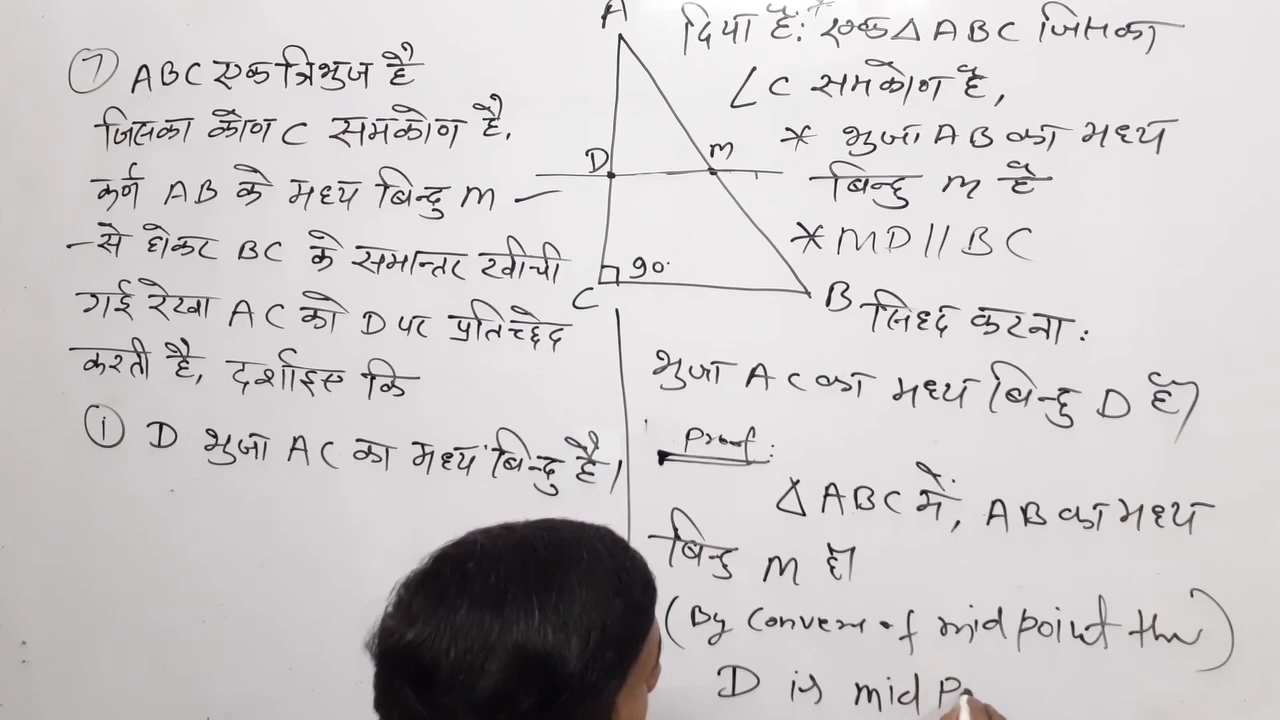 ⑦ ABC एक त्रिभुज है
जिसका कोण C समकोण है,
कर्ण AB के मध्य बिन्दु M —
– से होकर BC के समान्तर खीची
गई रेखा AC को D पर प्रतिच्छेद
करती है, दर्शाइए कि
① D भुजा AC का मध्य बिन्दु है।
A
D
M
90°
C
B
दिया है: एक △ABC जिसका
∠C समकोण है,
* भुजा AB का मध्य
बिन्दु M है
* MD || BC
सिध्द करना:
भुजा AC का मध्य बिन्दु D है।
Proof:
△ABC में, AB का मध्य
बिन्दु M है।
(By Converse of midpoint thm)
D is mid P